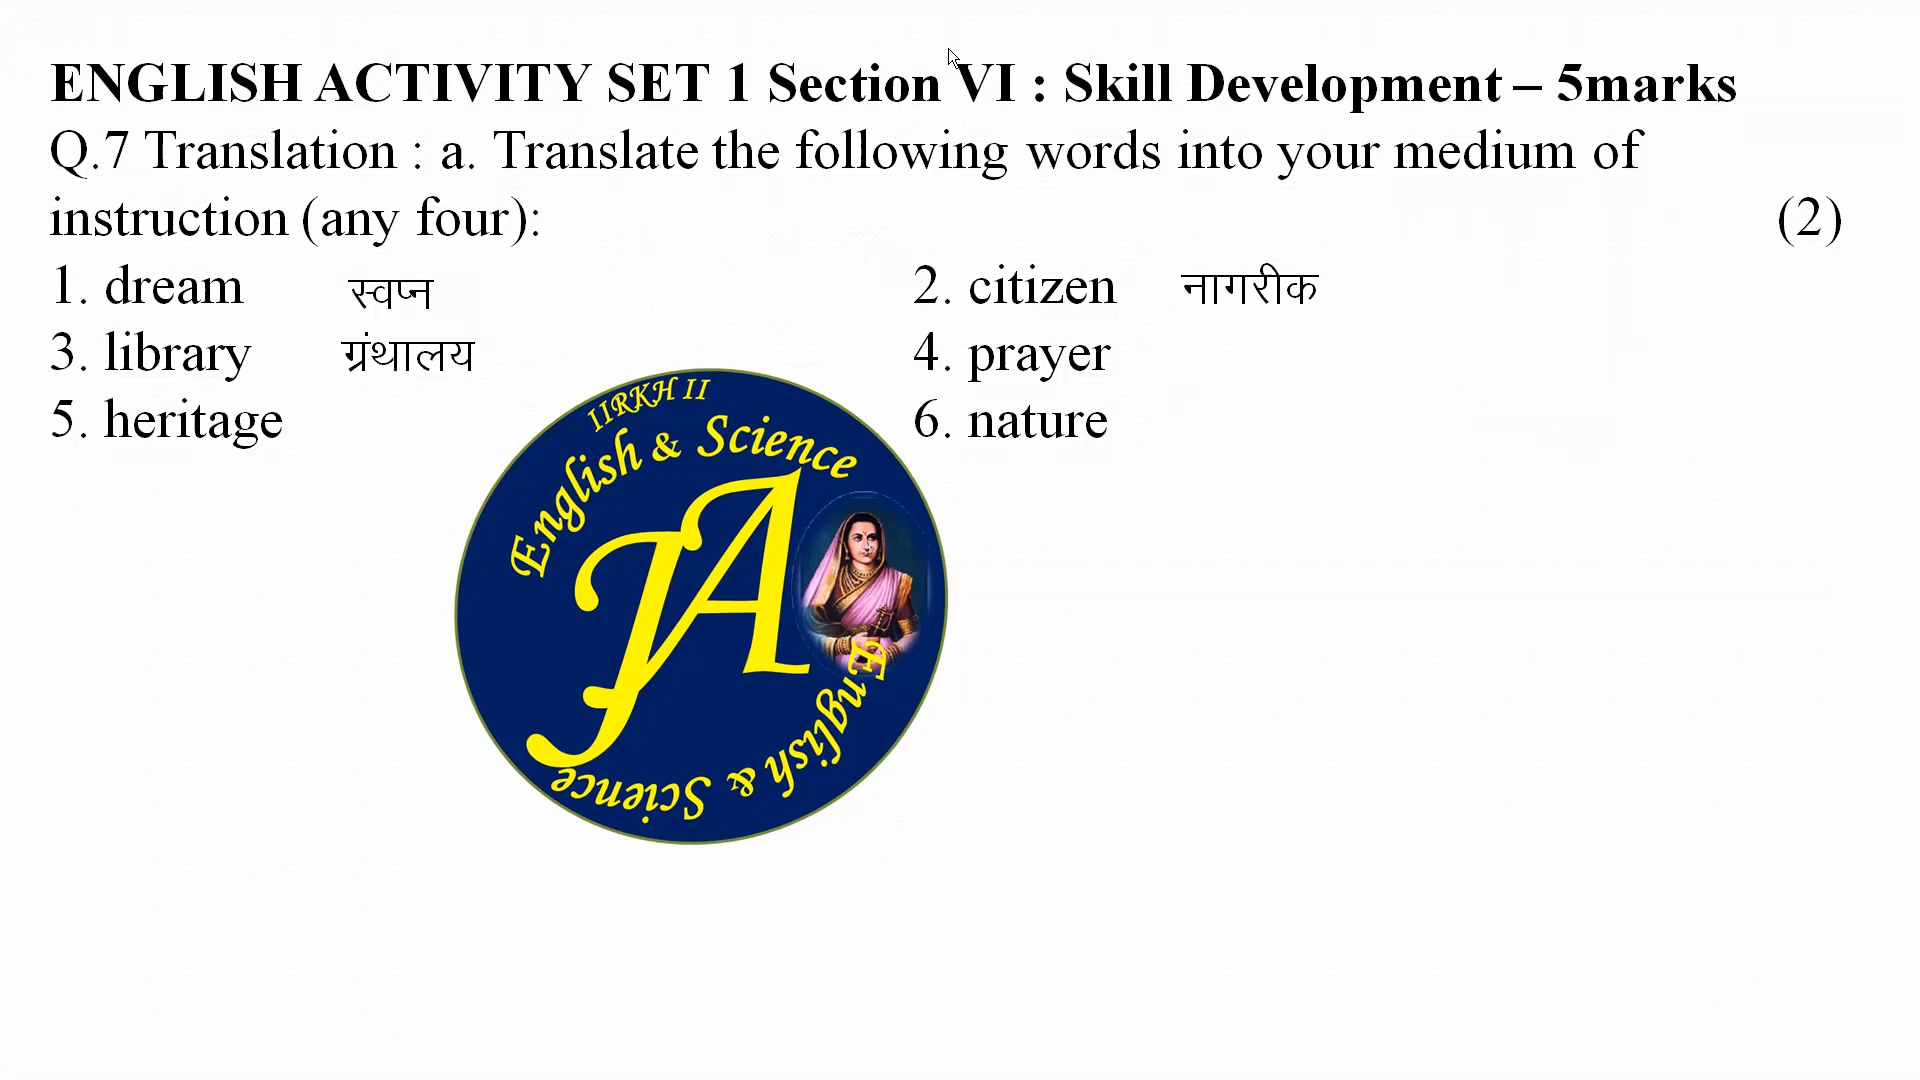 ENGLISH ACTIVITY SET 1 Section VI : Skill Development – 5marks
Q.7 Translation : a. Translate the following words into your medium of
instruction (any four): (2)
1. dream स्वप्न 2. citizen नागरीक
3. library ग्रंथालय 4. prayer
5. heritage 6. nature
IIRKH II
English & Science
JA
English & Science